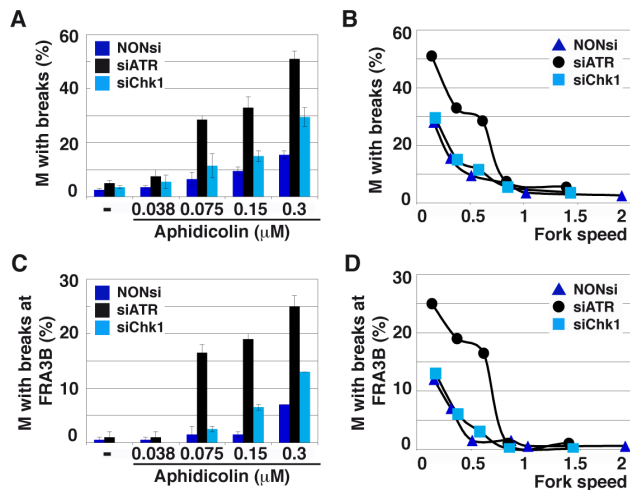 A
M with breaks (%)
60
40
20
0
NONsi
siATR
siChk1
- 0.038 0.075 0.15 0.3
Aphidicolin (μM)
B
M with breaks (%)
60
50
30
10
0
NONsi
siATR
siChk1
0 0.5 1 1.5 2
Fork speed
C
M with breaks at
FRA3B (%)
30
20
10
0
NONsi
siATR
siChk1
- 0.038 0.075 0.15 0.3
Aphidicolin (μM)
D
M with breaks at
FRA3B (%)
30
20
10
0
NONsi
siATR
siChk1
0 0.5 1 1.5 2
Fork speed